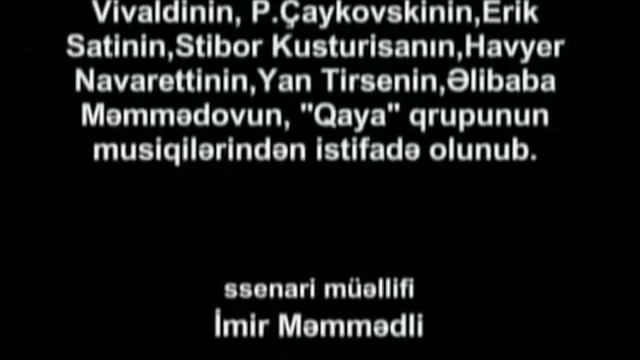 Vivaldinin, P.Çaykovskinin,Erik
Satinin,Stibor Kusturisanın,Havyer
Navarettinin,Yan Tirsenin,Əlibaba
Məmmədovun, "Qaya" qrupunun
musiqilərindən istifadə olunub.
ssenari müəllifi
İmir Məmmədli